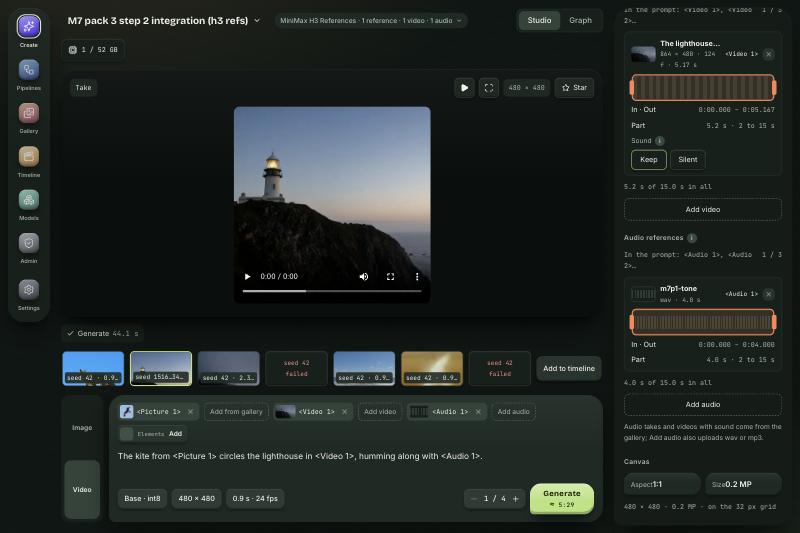 Create
Pipelines
Gallery
Timeline
Models
Admin
Settings
M7 pack 3 step 2 integration (h3 refs)
MiniMax H3 References · 1 reference · 1 video · 1 audio
Studio
Graph
1 / 52 GB
Take
480 × 480
Star
0:00 / 0:00
Generate 44.1 s
seed 42 · 0.9…
seed 1516…34…
seed 42 · 2.3…
seed 42
failed
seed 42 · 0.9…
seed 42 · 0.9…
seed 42
failed
Add to timeline
Image
Video
<Picture 1> ×
Add from gallery
<Video 1> ×
Add video
<Audio 1> ×
Add audio
Elements Add
The kite from <Picture 1> circles the lighthouse in <Video 1>, humming along with <Audio 1>.
Base · int8
480 × 480
0.9 s · 24 fps
− 1 / 4 +
Generate
≈ 5:29
In the prompt: <Video 1>, <Video 2>… 1 / 3
The lighthouse…
864 × 480 · 124 f · 5.17 s
<Video 1> ×
In · Out 0:00.000 – 0:05.167
Part 5.2 s · 2 to 15 s
Sound i
Keep
Silent
5.2 s of 15.0 s in all
Add video
Audio references i
In the prompt: <Audio 1>, <Audio 2>… 1 / 3
m7p1-tone
wav · 4.0 s
<Audio 1> ×
In · Out 0:00.000 – 0:04.000
Part 4.0 s · 2 to 15 s
4.0 s of 15.0 s in all
Add audio
Audio takes and videos with sound come from the
gallery; Add audio also uploads wav or mp3.
Canvas
Aspect 1:1
Size 0.2 MP
480 × 480 · 0.2 MP · on the 32 px grid